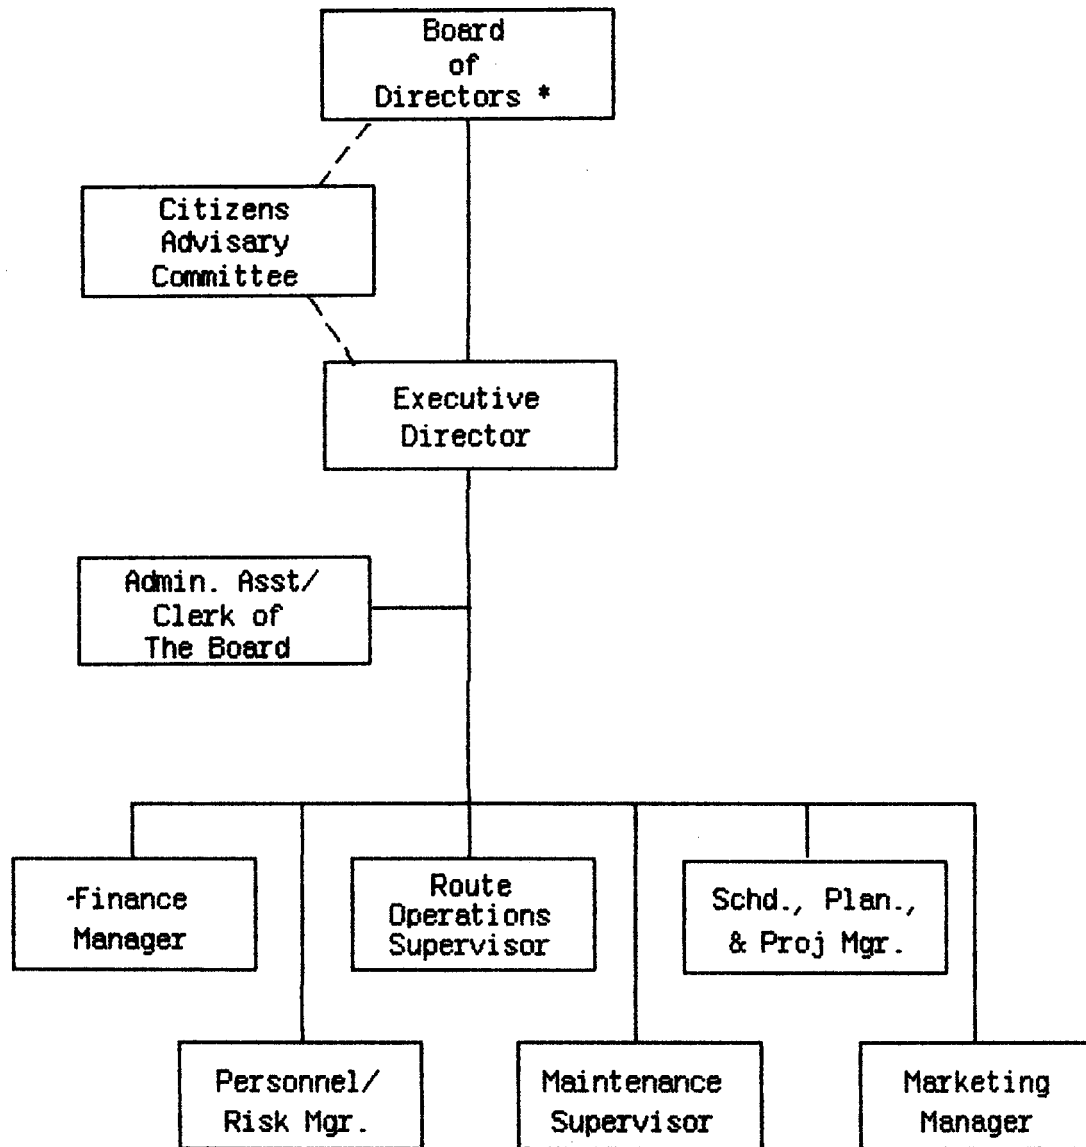 Board
of
Directors *
Citizens
Advisary
Committee
Executive
Director
Admin. Asst/
Clerk of
The Board
-Finance
Manager
Route
Operations
Supervisor
Schd., Plan.,
& Proj Mgr.
Personnel/
Risk Mgr.
Maintenance
Supervisor
Marketing
Manager